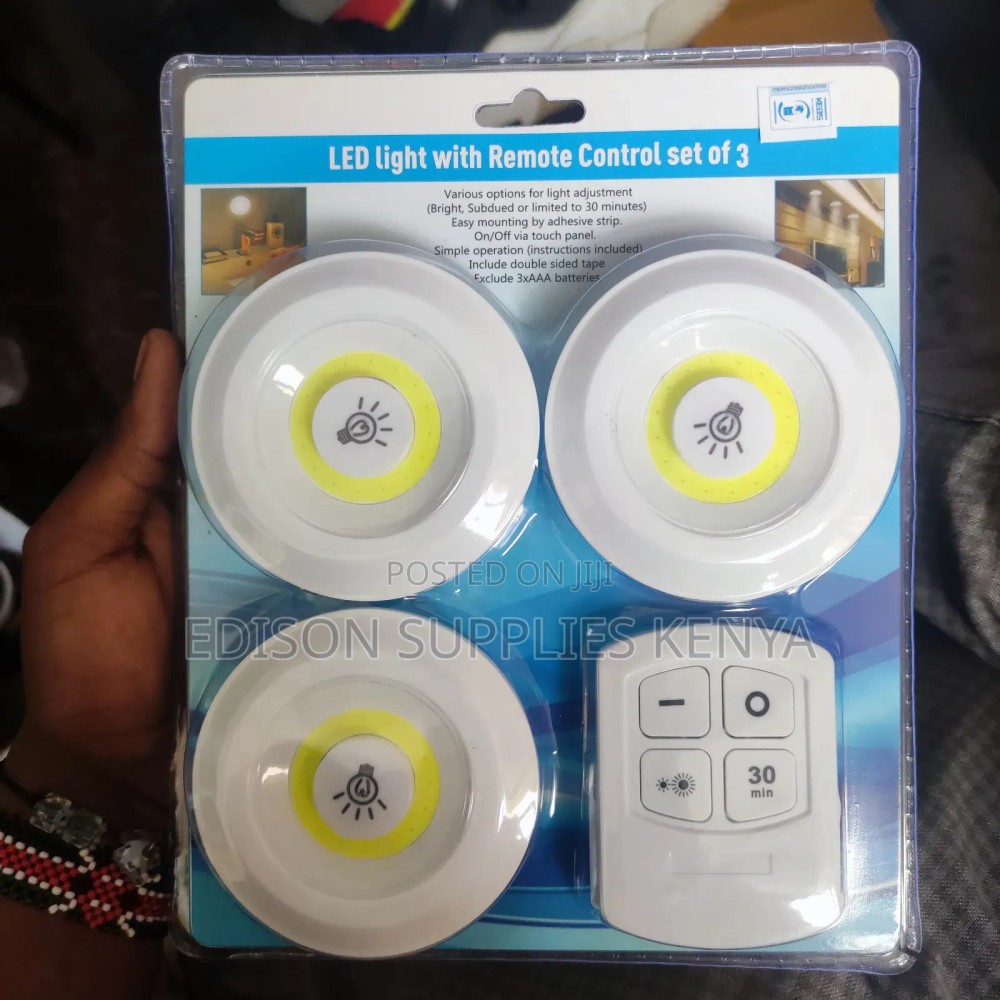 KEBS
LED light with Remote Control set of 3
Various options for light adjustment
(Bright, Subdued or limited to 30 minutes)
Easy mounting by adhesive strip.
On/Off via touch panel.
Simple operation (instructions included)
Include double sided tape
Exclude 3xAAA batteries
POSTED ON JIJI
EDISON SUPPLIES KENYA
30
min